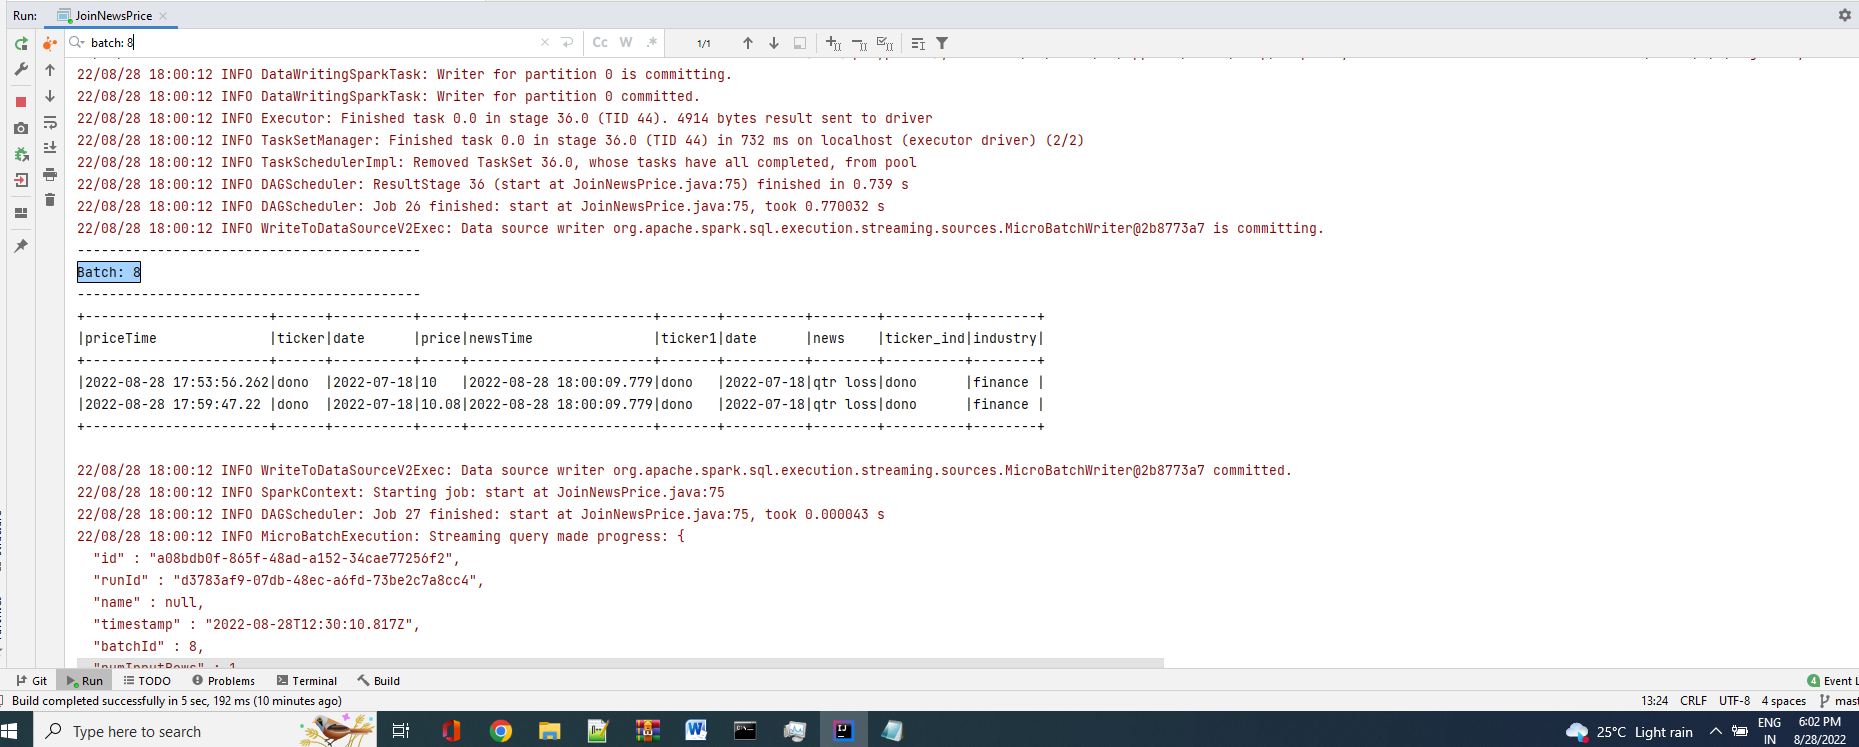 Run: JoinNewsPrice
batch: 8 Cc W .* 1/1
22/08/28 18:00:12 INFO DataWritingSparkTask: Writer for partition 0 is committing.
22/08/28 18:00:12 INFO DataWritingSparkTask: Writer for partition 0 committed.
22/08/28 18:00:12 INFO Executor: Finished task 0.0 in stage 36.0 (TID 44). 4914 bytes result sent to driver
22/08/28 18:00:12 INFO TaskSetManager: Finished task 0.0 in stage 36.0 (TID 44) in 732 ms on localhost (executor driver) (2/2)
22/08/28 18:00:12 INFO TaskSchedulerImpl: Removed TaskSet 36.0, whose tasks have all completed, from pool
22/08/28 18:00:12 INFO DAGScheduler: ResultStage 36 (start at JoinNewsPrice.java:75) finished in 0.739 s
22/08/28 18:00:12 INFO DAGScheduler: Job 26 finished: start at JoinNewsPrice.java:75, took 0.770032 s
22/08/28 18:00:12 INFO WriteToDataSourceV2Exec: Data source writer org.apache.spark.sql.execution.streaming.sources.MicroBatchWriter@2b8773a7 is committing.
-------------------------------------------
Batch: 8
-------------------------------------------
+-----------------------+------+----------+-----+-----------------------+-------+----------+--------+----------+--------+
|priceTime              |ticker|date      |price|newsTime               |ticker1|date      |news    |ticker_ind|industry|
+-----------------------+------+----------+-----+-----------------------+-------+----------+--------+----------+--------+
|2022-08-28 17:53:56.262|dono  |2022-07-18|10   |2022-08-28 18:00:09.779|dono   |2022-07-18|qtr loss|dono      |finance |
|2022-08-28 17:59:47.22 |dono  |2022-07-18|10.08|2022-08-28 18:00:09.779|dono   |2022-07-18|qtr loss|dono      |finance |
+-----------------------+------+----------+-----+-----------------------+-------+----------+--------+----------+--------+
22/08/28 18:00:12 INFO WriteToDataSourceV2Exec: Data source writer org.apache.spark.sql.execution.streaming.sources.MicroBatchWriter@2b8773a7 committed.
22/08/28 18:00:12 INFO SparkContext: Starting job: start at JoinNewsPrice.java:75
22/08/28 18:00:12 INFO DAGScheduler: Job 27 finished: start at JoinNewsPrice.java:75, took 0.000043 s
22/08/28 18:00:12 INFO MicroBatchExecution: Streaming query made progress: {
"id" : "a08bdb0f-865f-48ad-a152-34cae77256f2",
"runId" : "d3783af9-07db-48ec-a6fd-73be2c7a8cc4",
"name" : null,
"timestamp" : "2022-08-28T12:30:10.817Z",
"batchId" : 8,
"numInputRows" : 1
Git Run TODO Problems Terminal Build 4 Event L
Build completed successfully in 5 sec, 192 ms (10 minutes ago) 13:24 CRLF UTF-8 4 spaces mast
Type here to search 25°C Light rain ENG IN 6:02 PM 8/28/2022